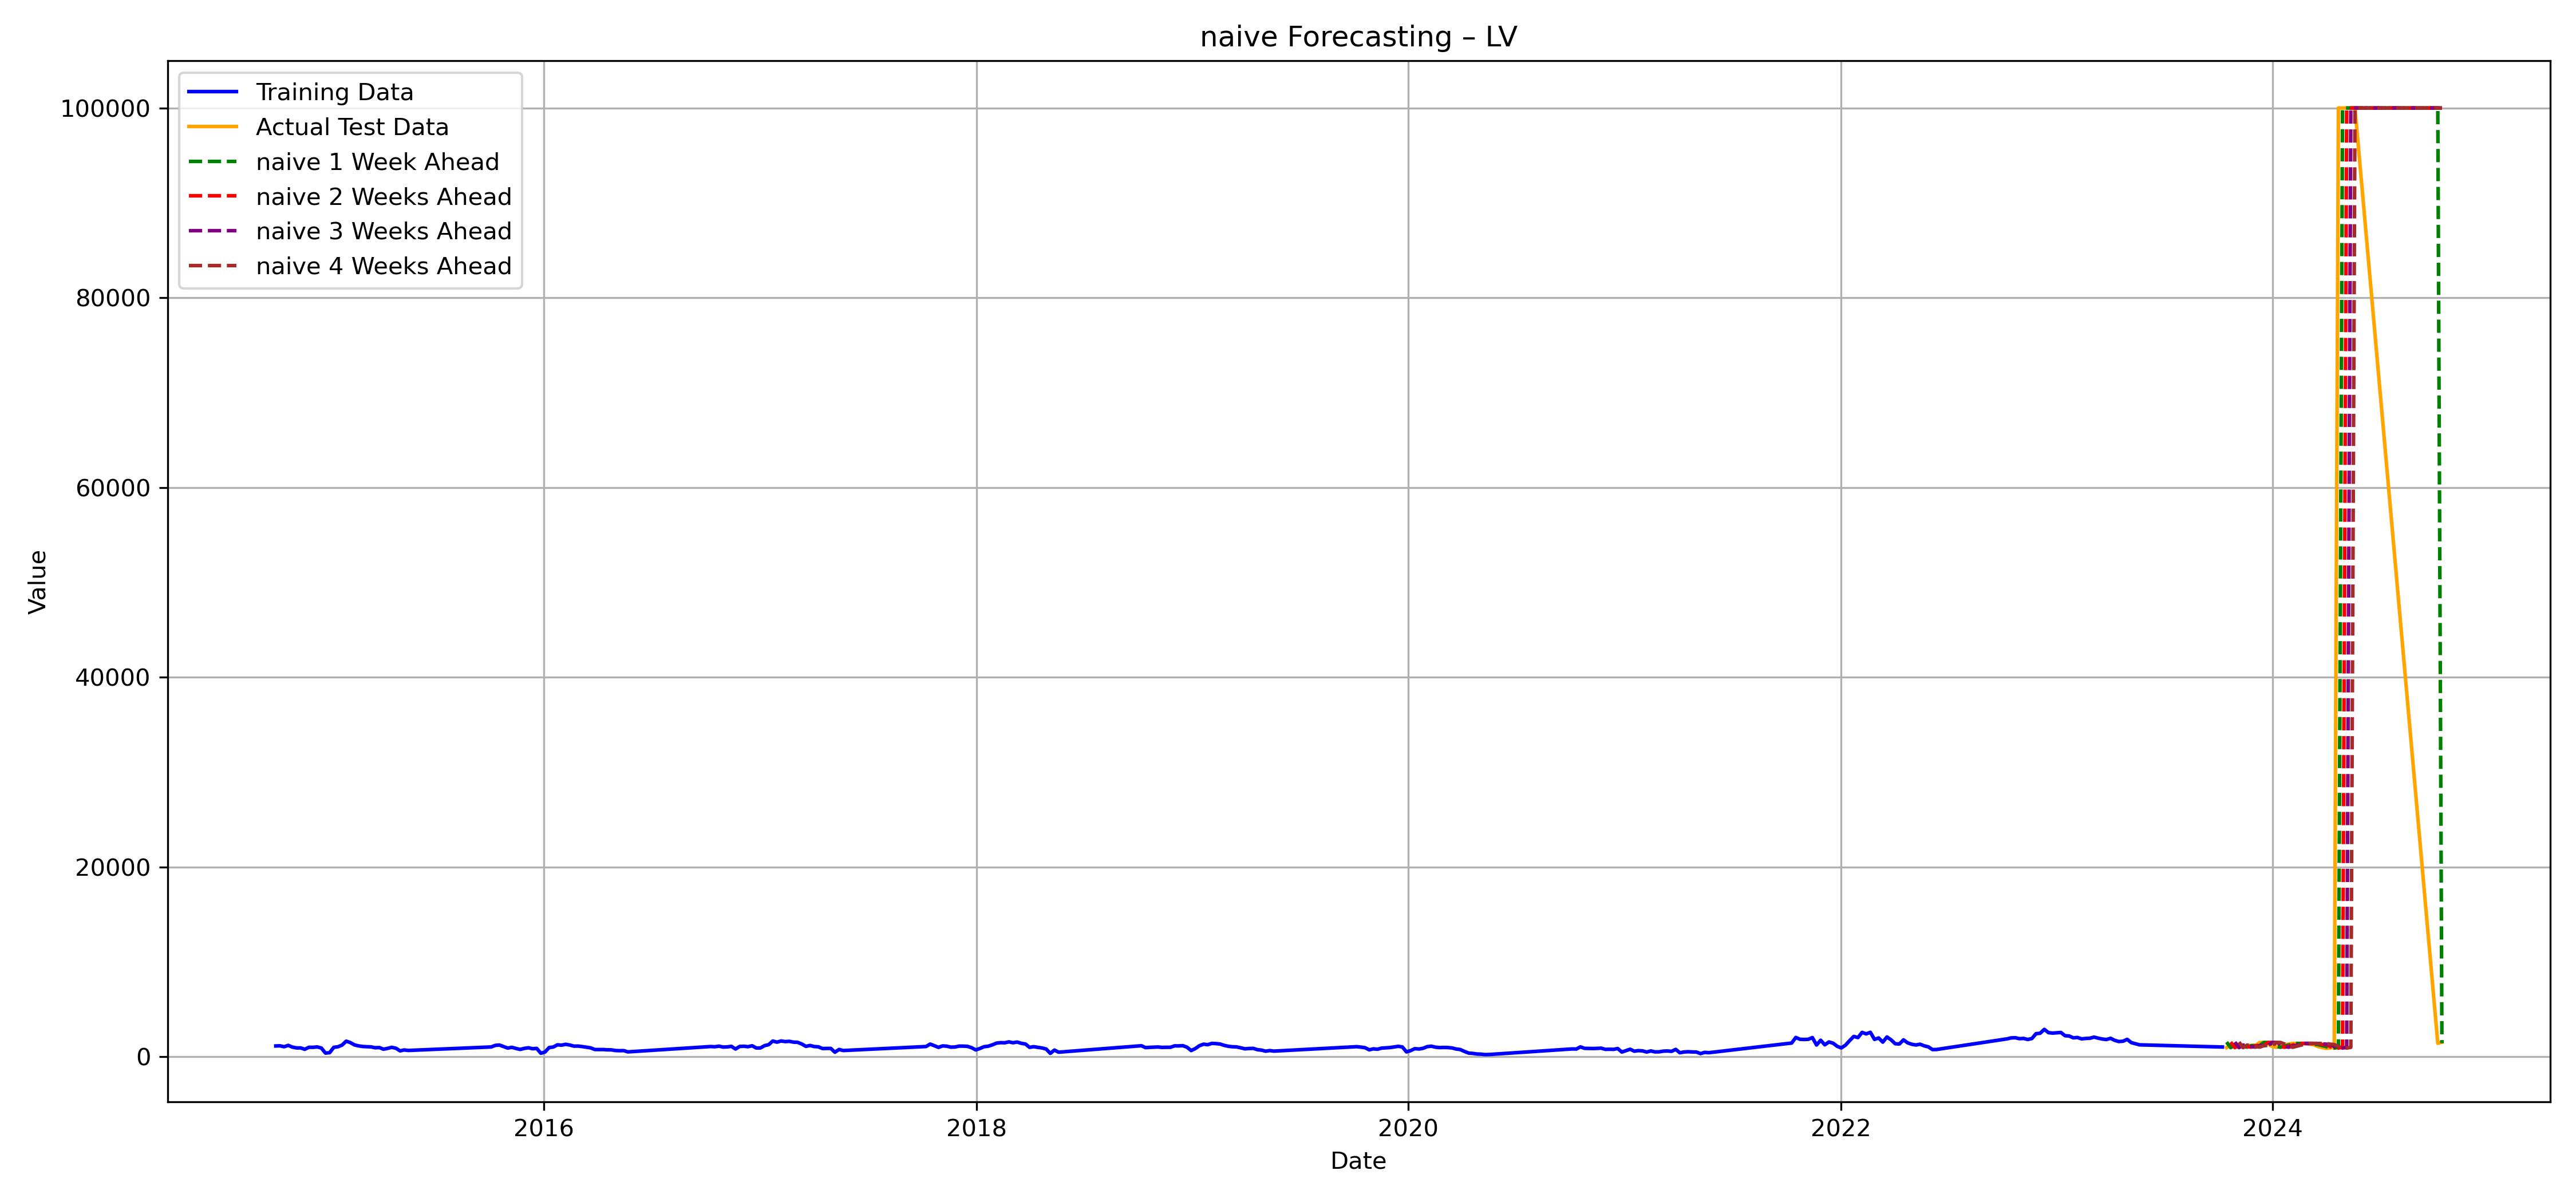 naive Forecasting – LV
Training Data
Actual Test Data
naive 1 Week Ahead
naive 2 Weeks Ahead
naive 3 Weeks Ahead
naive 4 Weeks Ahead
100000
80000
60000
40000
20000
0
Value
2016
2018
2020
2022
2024
Date